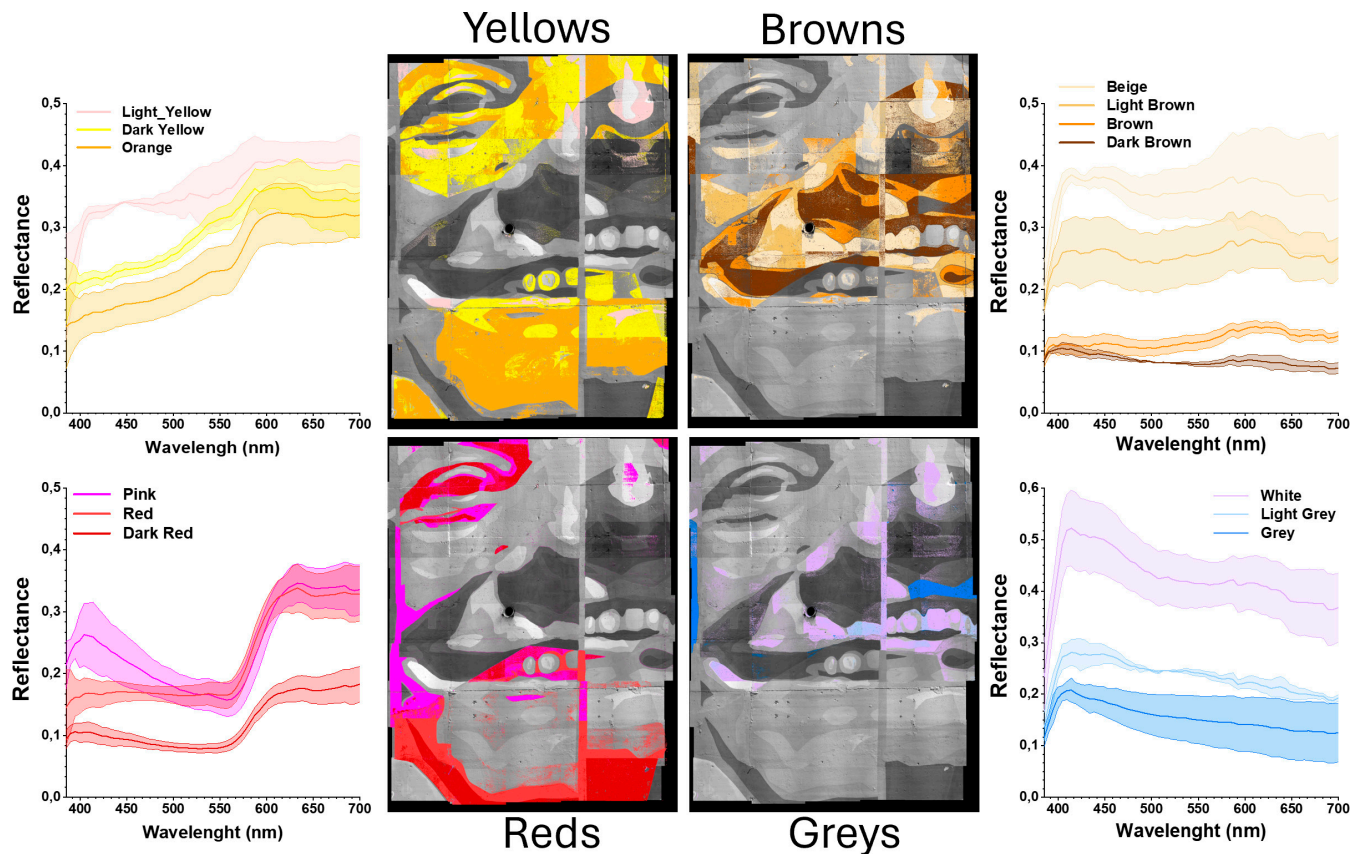 Yellows
Browns
0,5
0,4
0,3
0,2
0,1
0,0
Reflectance
Light_Yellow
Dark Yellow
Orange
400 450 500 550 600 650 700
Wavelengh (nm)
0,5
0,4
0,3
0,2
0,1
0,0
Reflectance
Beige
Light Brown
Brown
Dark Brown
400 450 500 550 600 650 700
Wavelenght (nm)
0,5
0,4
0,3
0,2
0,1
0,0
Reflectance
Pink
Red
Dark Red
400 450 500 550 600 650 700
Wavelenght (nm)
0,6
0,5
0,4
0,3
0,2
0,1
0,0
Reflectance
White
Light Grey
Grey
400 450 500 550 600 650 700
Wavelenght (nm)
Reds
Greys